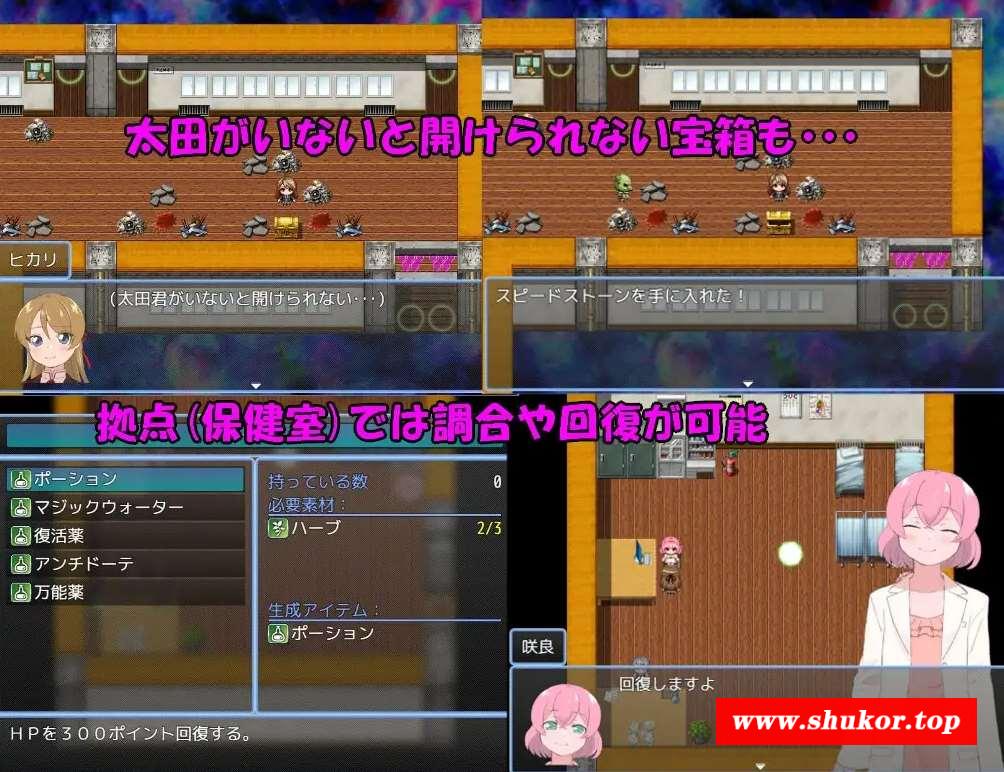 太田がいないと開けられない宝箱も･･･
ヒカリ
(太田君がいないと開けられない･･･)
スピードストーンを手に入れた！
拠点(保健室)では調合や回復が可能
ポーション
マジックウォーター
復活薬
アンチドーテ
万能薬
持っている数 0
必要素材：
ハーブ 2/3
生成アイテム：
ポーション
ＨＰを３００ポイント回復する。
咲良
回復しますよ
www.shukor.top